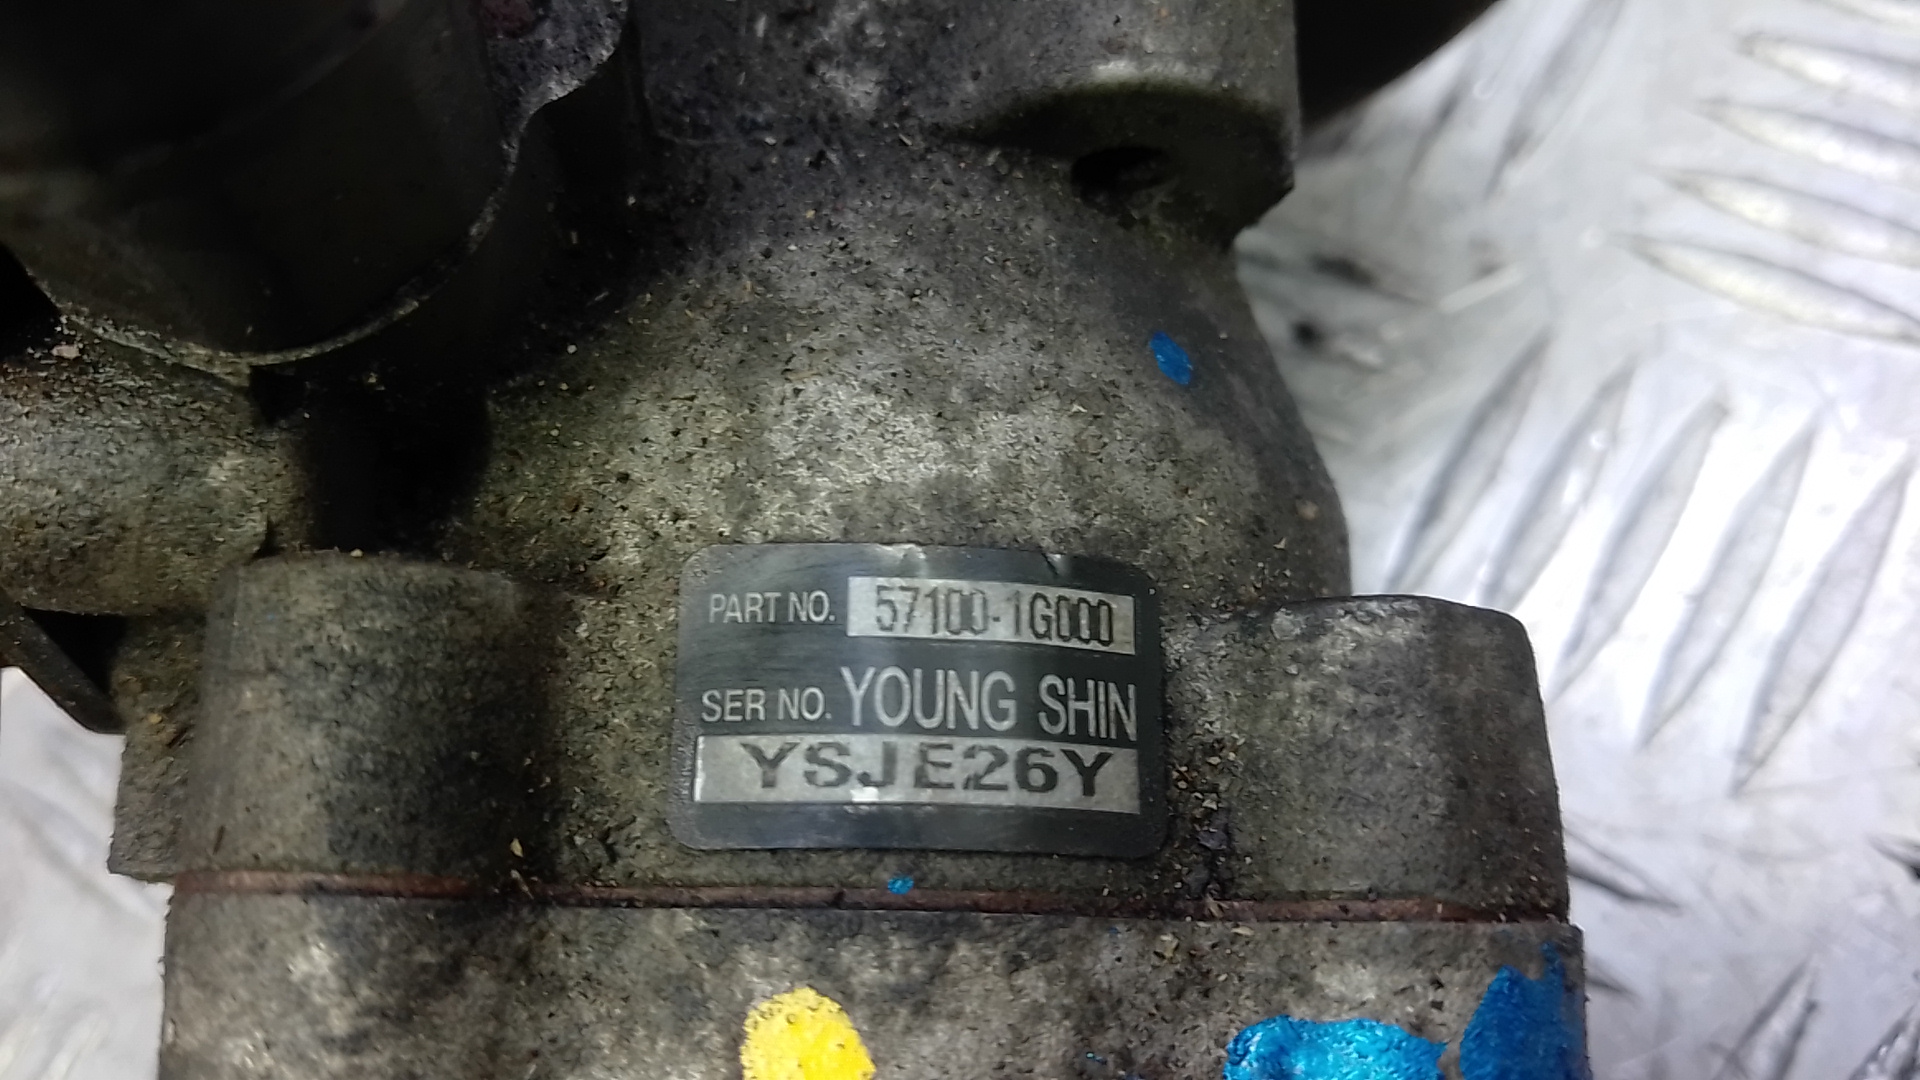 PART NO. 57100-1G000
SER NO. YOUNG SHIN
YSJE26Y